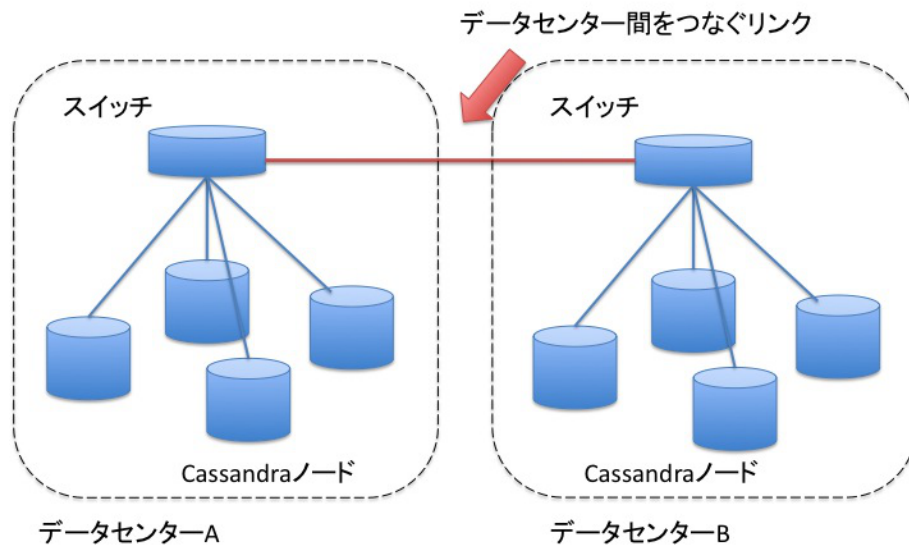 データセンター間をつなぐリンク
スイッチ
スイッチ
Cassandraノード
Cassandraノード
データセンターA
データセンターB